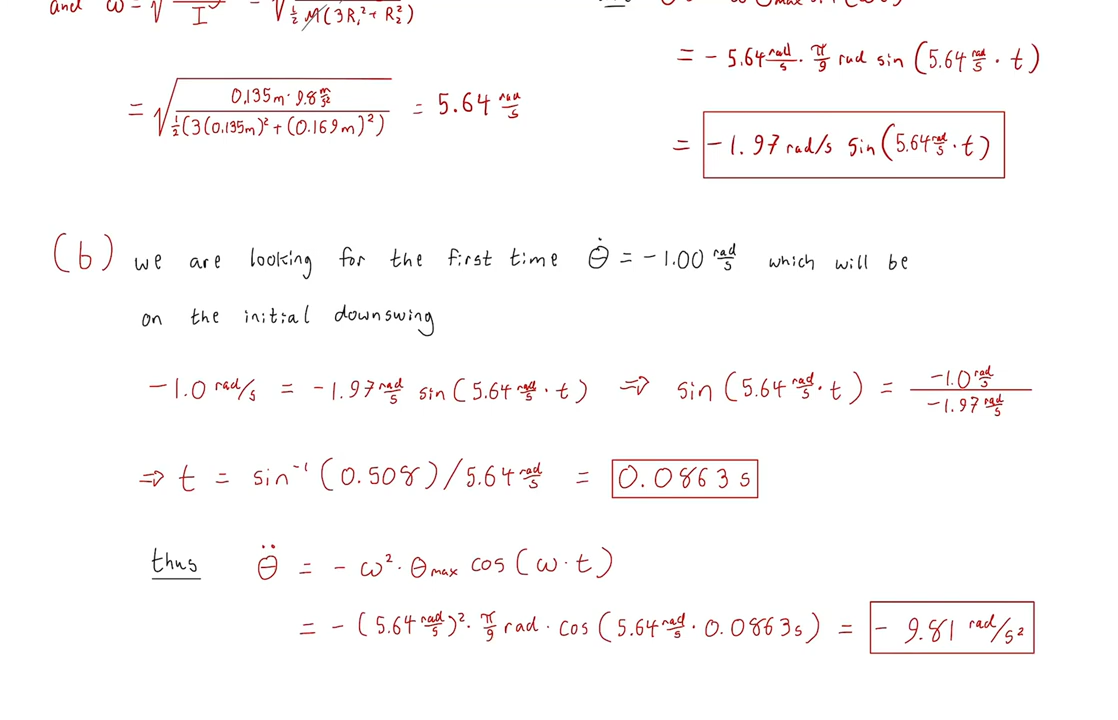 and ω = √ / I = √ / ½ M(3R₁² + R₂²)
= √(0.135m · 9.8 m/s² / ½(3(0.135m)² + (0.169m)²)) = 5.64 rad/s
= - 5.64 rad/s · π/9 rad sin (5.64 rad/s · t)
= -1.97 rad/s sin(5.64 rad/s · t)
(b) we are looking for the first time θ̇ = -1.00 rad/s which will be
on the initial downswing
-1.0 rad/s = -1.97 rad/s sin(5.64 rad/s · t) ⇒ sin(5.64 rad/s · t) = -1.0 rad/s / -1.97 rad/s
⇒ t = sin⁻¹(0.508)/5.64 rad/s = 0.0863 s
thus θ̈ = - ω² · θmax cos(ω · t)
= - (5.64 rad/s)² · π/9 rad · cos(5.64 rad/s · 0.0863s) = - 9.81 rad/s²